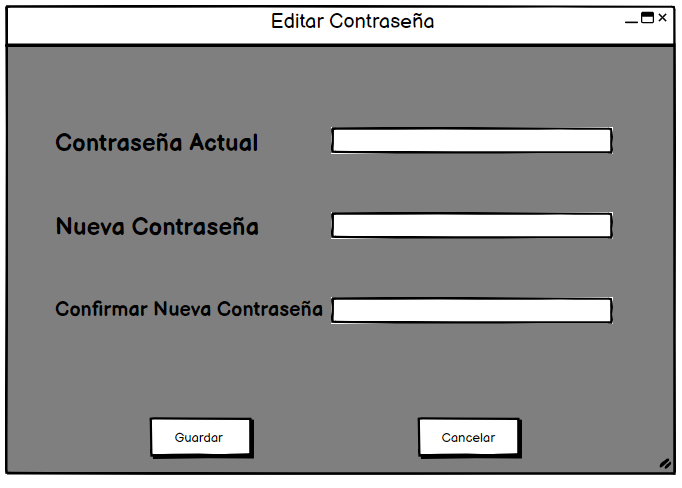 Editar Contraseña
Contraseña Actual
Nueva Contraseña
Confirmar Nueva Contraseña
Guardar
Cancelar